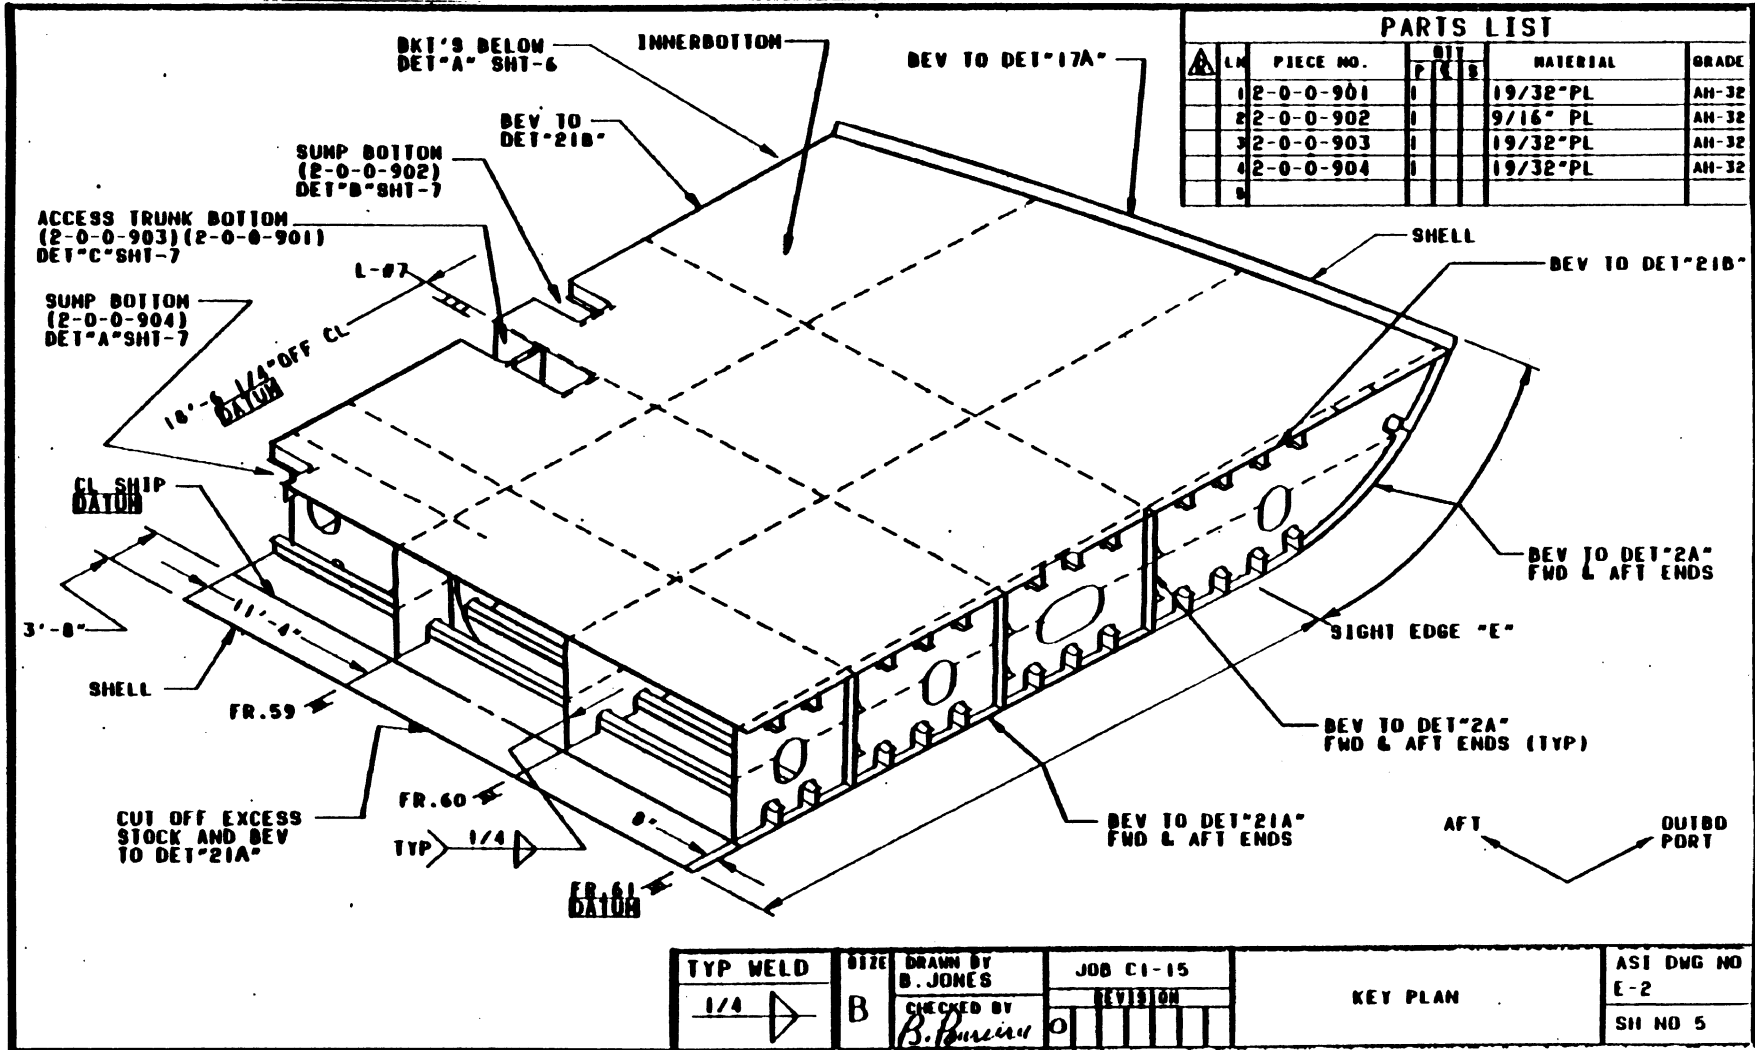 PARTS LIST
LN PIECE NO. QTY MATERIAL GRADE
P S
1 2-0-0-901 1 19/32"PL AH-32
2 2-0-0-902 1 9/16" PL AH-32
3 2-0-0-903 1 19/32"PL AH-32
4 2-0-0-904 1 19/32"PL AH-32
5
BKT'S BELOW
DET"A" SHT-6
INNERBOTTOM
BEV TO DET"17A"
BEV TO
DET"21B"
SUMP BOTTOM
(2-0-0-902)
DET"B"SHT-7
ACCESS TRUNK BOTTOM
(2-0-0-903)(2-0-0-901)
DET"C"SHT-7
L-#7
SUMP BOTTOM
(2-0-0-904)
DET"A"SHT-7
18'-6 1/4"OFF CL
DATUM
SHELL
BEV TO DET"21B"
CL SHIP
DATUM
3'-8"
11'-4"
SHELL
FR.59
BEV TO DET"2A"
FWD & AFT ENDS
SIGHT EDGE "E"
BEV TO DET"2A"
FWD & AFT ENDS (TYP)
CUT OFF EXCESS
STOCK AND BEV
TO DET"21A"
FR.60
TYP 1/4
8"
FR.61
DATUM
BEV TO DET"21A"
FWD & AFT ENDS
AFT
OUTBD
PORT
TYP WELD
1/4
SIZE
B
DRAWN BY
B.JONES
CHECKED BY
JOB C1-15
REVISION
0
KEY PLAN
ASI DWG NO
E-2
SH NO 5